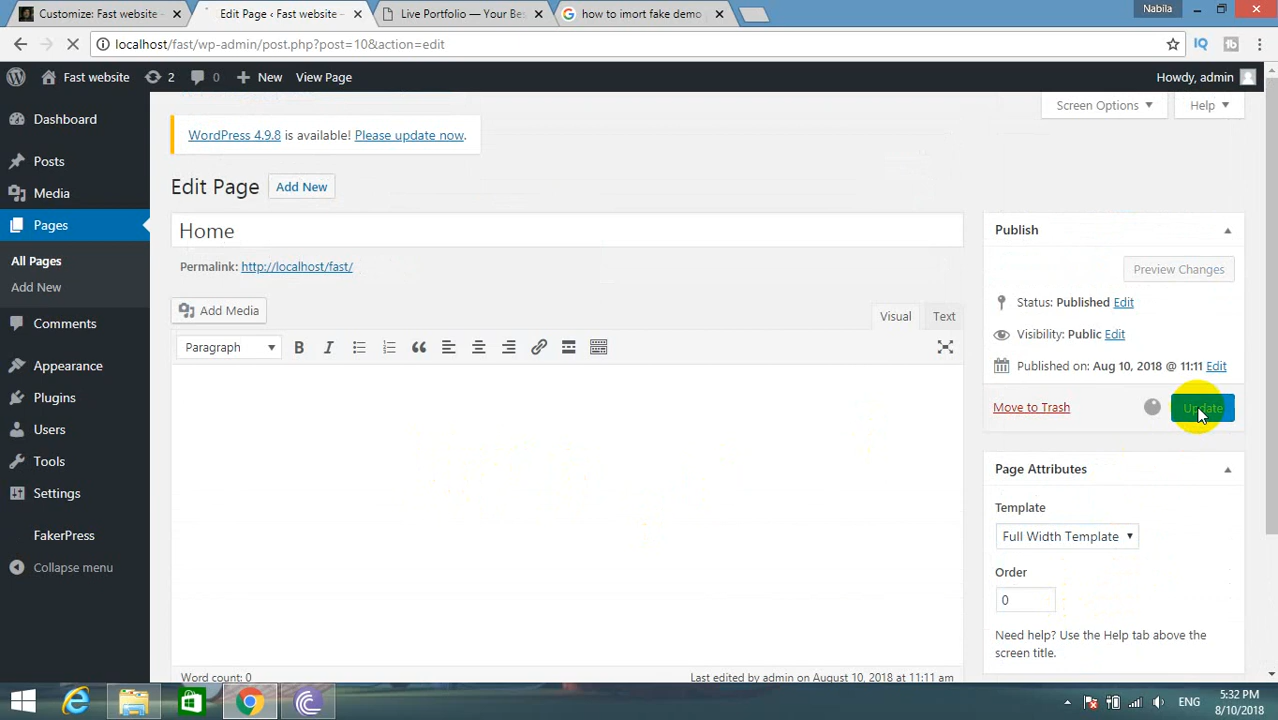 Customize: Fast website –
Edit Page ‹ Fast website –
Live Portfolio — Your Bes
how to imort fake demo
Nabila
localhost/fast/wp-admin/post.php?post=10&action=edit
Fast website 2 0 New View Page Howdy, admin
Screen Options Help
Dashboard
Posts
Media
Pages
All Pages
Add New
Comments
Appearance
Plugins
Users
Tools
Settings
FakerPress
Collapse menu
WordPress 4.9.8 is available! Please update now.
Edit Page Add New
Home
Permalink: http://localhost/fast/
Add Media
Visual Text
Paragraph
Word count: 0 Last edited by admin on August 10, 2018 at 11:11 am
Publish
Preview Changes
Status: Published Edit
Visibility: Public Edit
Published on: Aug 10, 2018 @ 11:11 Edit
Move to Trash Update
Page Attributes
Template
Full Width Template
Order
0
Need help? Use the Help tab above the
screen title.
ENG
5:32 PM
8/10/2018